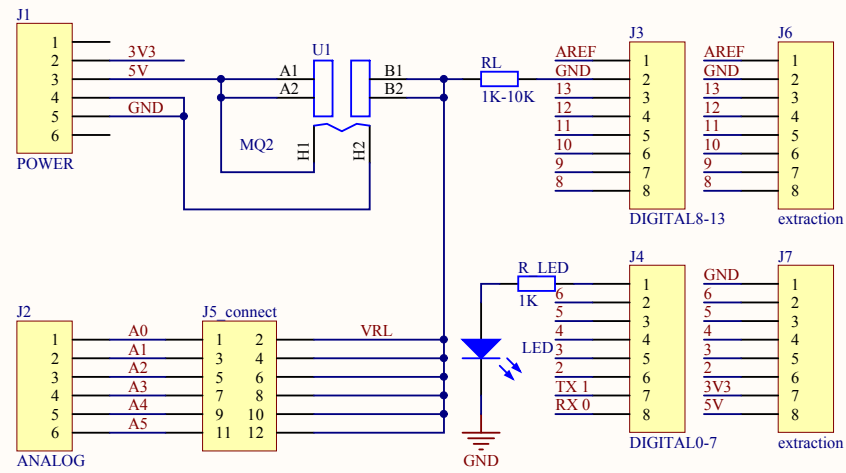 J1
1
2 3V3
3 5V
4
5 GND
6
POWER
U1
A1 B1
A2 B2
MQ2
H1 H2
RL
1K-10K
J3
AREF 1
GND 2
13 3
12 4
11 5
10 6
9 7
8 8
DIGITAL8-13
J6
AREF 1
GND 2
13 3
12 4
11 5
10 6
9 7
8 8
extraction
J2
1 A0
2 A1
3 A2
4 A3
5 A4
6 A5
ANALOG
J5_connect
1 2
3 4
5 6
7 8
9 10
11 12
VRL
R_LED
1K
LED
GND
J4
1
6 2
5 3
4 4
3 5
2 6
TX 1 7
RX 0 8
DIGITAL0-7
J7
GND 1
6 2
5 3
4 4
3 5
2 6
3V3 7
5V 8
extraction